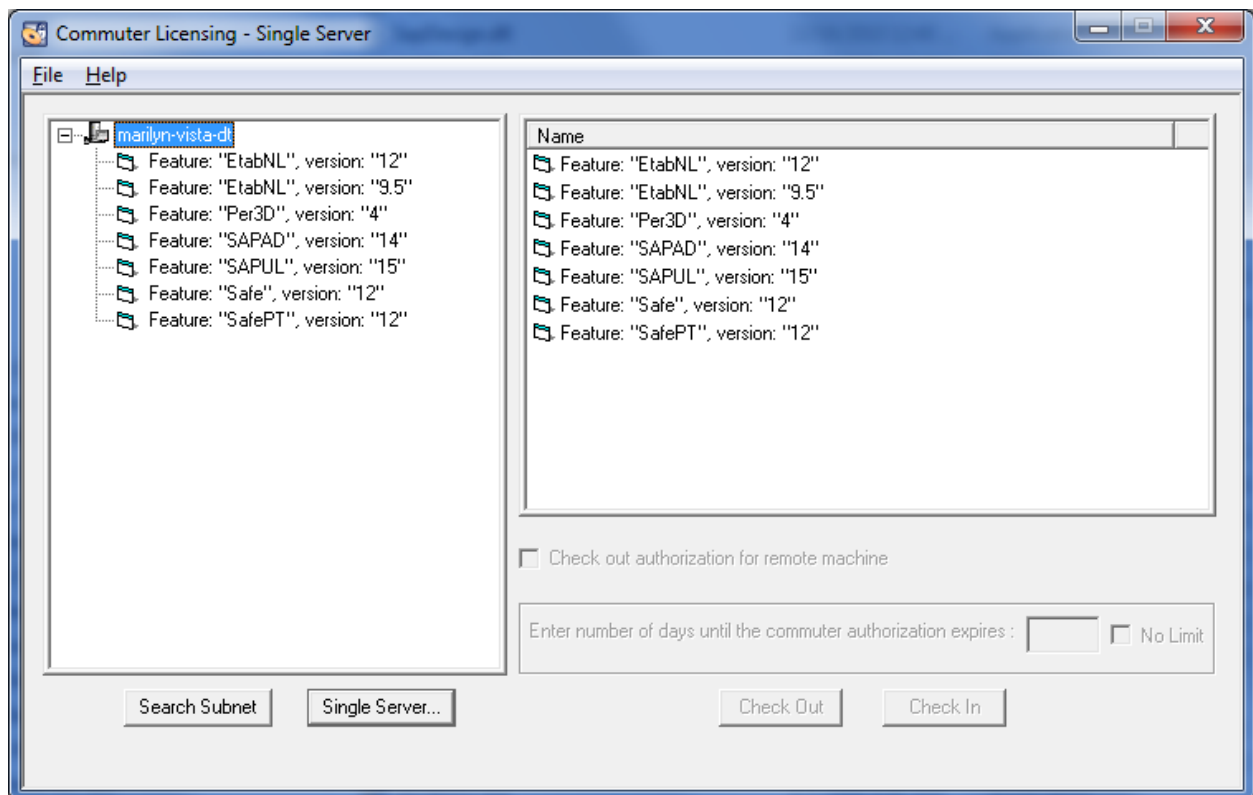 Commuter Licensing - Single Server
File Help
marilyn-vista-dt
Feature: "EtabNL", version: "12"
Feature: "EtabNL", version: "9.5"
Feature: "Per3D", version: "4"
Feature: "SAPAD", version: "14"
Feature: "SAPUL", version: "15"
Feature: "Safe", version: "12"
Feature: "SafePT", version: "12"
Name
Feature: "EtabNL", version: "12"
Feature: "EtabNL", version: "9.5"
Feature: "Per3D", version: "4"
Feature: "SAPAD", version: "14"
Feature: "SAPUL", version: "15"
Feature: "Safe", version: "12"
Feature: "SafePT", version: "12"
Check out authorization for remote machine
Enter number of days until the commuter authorization expires : No Limit
Search Subnet Single Server... Check Out Check In